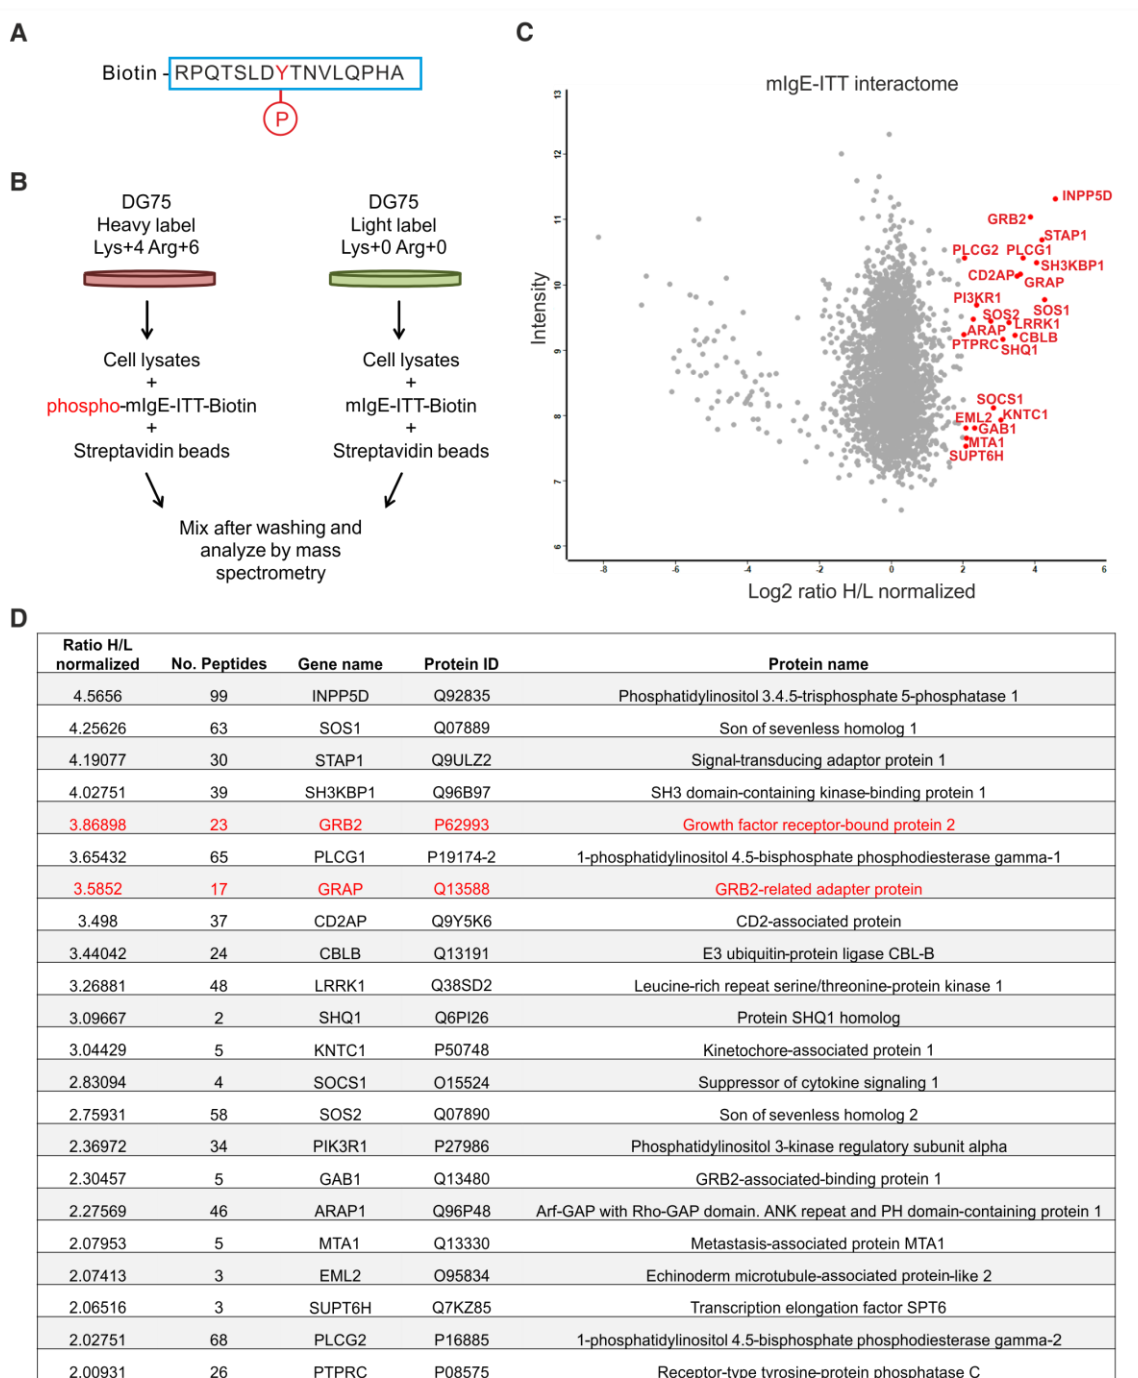 A
Biotin - RPQTSLDYTNVLQPHA
P
B
DG75
Heavy label
Lys+4 Arg+6
DG75
Light label
Lys+0 Arg+0
Cell lysates
+
phospho-mIgE-ITT-Biotin
+
Streptavidin beads
Cell lysates
+
mIgE-ITT-Biotin
+
Streptavidin beads
Mix after washing and
analyze by mass
spectrometry
C
mIgE-ITT interactome
Intensity
13
12
11
10
9
8
7
6
-8 -6 -4 -2 0 2 4 6
Log2 ratio H/L normalized
INPP5D
GRB2
STAP1
PLCG2 PLCG1
SH3KBP1
CD2AP
GRAP
PI3KR1
SOS1
SOS2
LRRK1
ARAP
CBLB
PTPRC
SHQ1
SOCS1
EML2 KNTC1
GAB1
MTA1
SUPT6H
D
Ratio H/L normalized No. Peptides Gene name Protein ID Protein name
4.5656 99 INPP5D Q92835 Phosphatidylinositol 3.4.5-trisphosphate 5-phosphatase 1
4.25626 63 SOS1 Q07889 Son of sevenless homolog 1
4.19077 30 STAP1 Q9ULZ2 Signal-transducing adaptor protein 1
4.02751 39 SH3KBP1 Q96B97 SH3 domain-containing kinase-binding protein 1
3.86898 23 GRB2 P62993 Growth factor receptor-bound protein 2
3.65432 65 PLCG1 P19174-2 1-phosphatidylinositol 4.5-bisphosphate phosphodiesterase gamma-1
3.5852 17 GRAP Q13588 GRB2-related adapter protein
3.498 37 CD2AP Q9Y5K6 CD2-associated protein
3.44042 24 CBLB Q13191 E3 ubiquitin-protein ligase CBL-B
3.26881 48 LRRK1 Q38SD2 Leucine-rich repeat serine/threonine-protein kinase 1
3.09667 2 SHQ1 Q6PI26 Protein SHQ1 homolog
3.04429 5 KNTC1 P50748 Kinetochore-associated protein 1
2.83094 4 SOCS1 O15524 Suppressor of cytokine signaling 1
2.75931 58 SOS2 Q07890 Son of sevenless homolog 2
2.36972 34 PIK3R1 P27986 Phosphatidylinositol 3-kinase regulatory subunit alpha
2.30457 5 GAB1 Q13480 GRB2-associated-binding protein 1
2.27569 46 ARAP1 Q96P48 Arf-GAP with Rho-GAP domain. ANK repeat and PH domain-containing protein 1
2.07953 5 MTA1 Q13330 Metastasis-associated protein MTA1
2.07413 3 EML2 O95834 Echinoderm microtubule-associated protein-like 2
2.06516 3 SUPT6H Q7KZ85 Transcription elongation factor SPT6
2.02751 68 PLCG2 P16885 1-phosphatidylinositol 4.5-bisphosphate phosphodiesterase gamma-2
2.00931 26 PTPRC P08575 Receptor-type tyrosine-protein phosphatase C